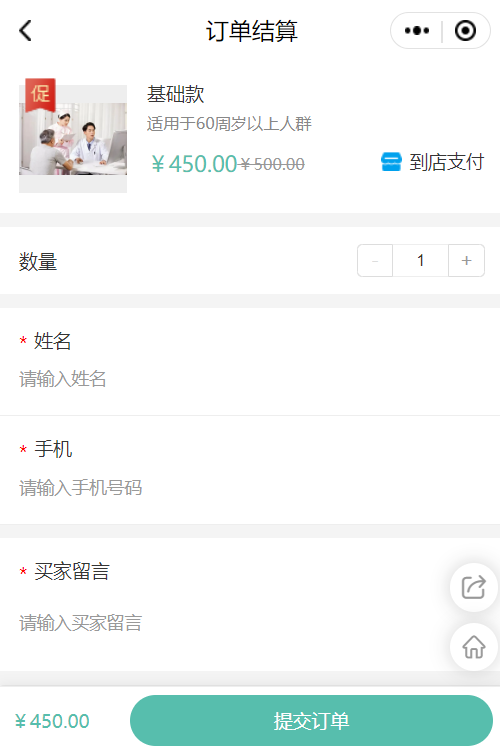 订单结算
促
基础款
适用于60周岁以上人群
¥450.00 ¥500.00
到店支付
数量
- 1 +
* 姓名
请输入姓名
* 手机
请输入手机号码
* 买家留言
请输入买家留言
¥450.00
提交订单